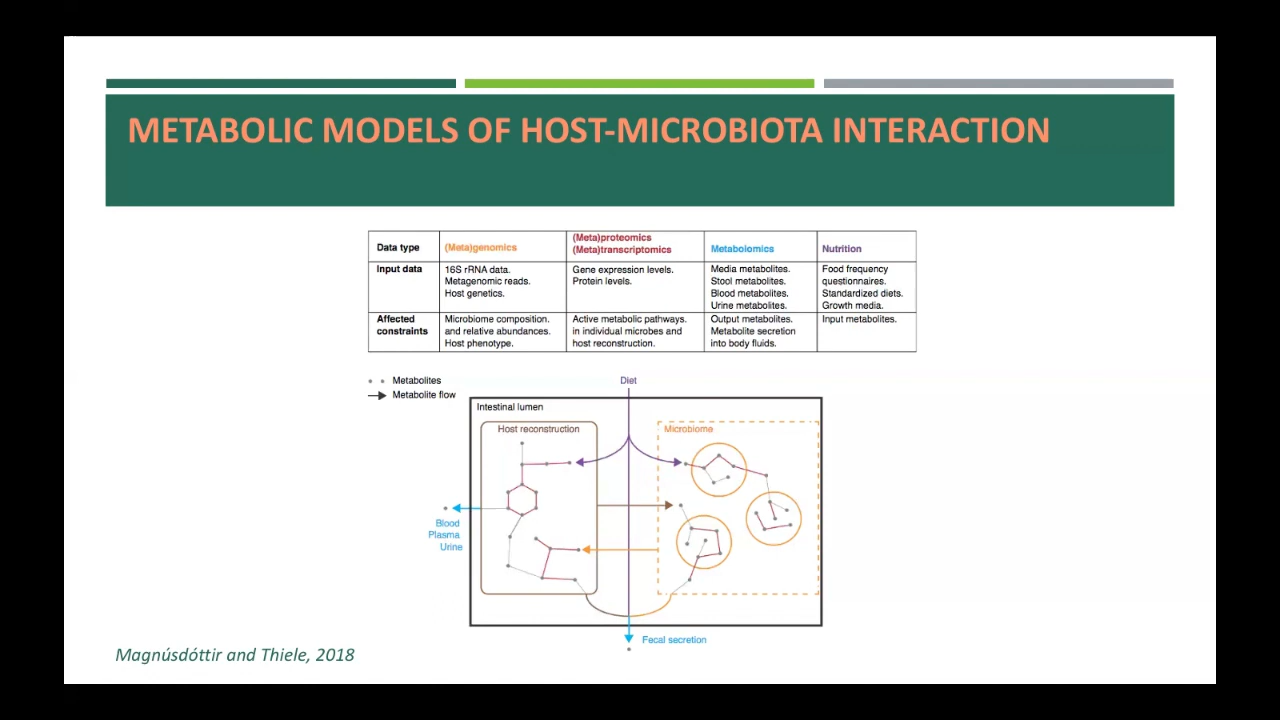 METABOLIC MODELS OF HOST-MICROBIOTA INTERACTION
Data type
(Meta)genomics
(Meta)proteomics
(Meta)transcriptomics
Metabolomics
Nutrition
Input data
16S rRNA data.
Metagenomic reads.
Host genetics.
Gene expression levels.
Protein levels.
Media metabolites.
Stool metabolites.
Blood metabolites.
Urine metabolites.
Food frequency
questionnaires.
Standardized diets.
Growth media.
Affected
constraints
Microbiome composition.
and relative abundances.
Host phenotype.
Active metabolic pathways.
in individual microbes and
host reconstruction.
Output metabolites.
Metabolite secretion
into body fluids.
Input metabolites.
Metabolites
Metabolite flow
Diet
Intestinal lumen
Host reconstruction
Microbiome
Blood
Plasma
Urine
Fecal secretion
Magnúsdóttir and Thiele, 2018